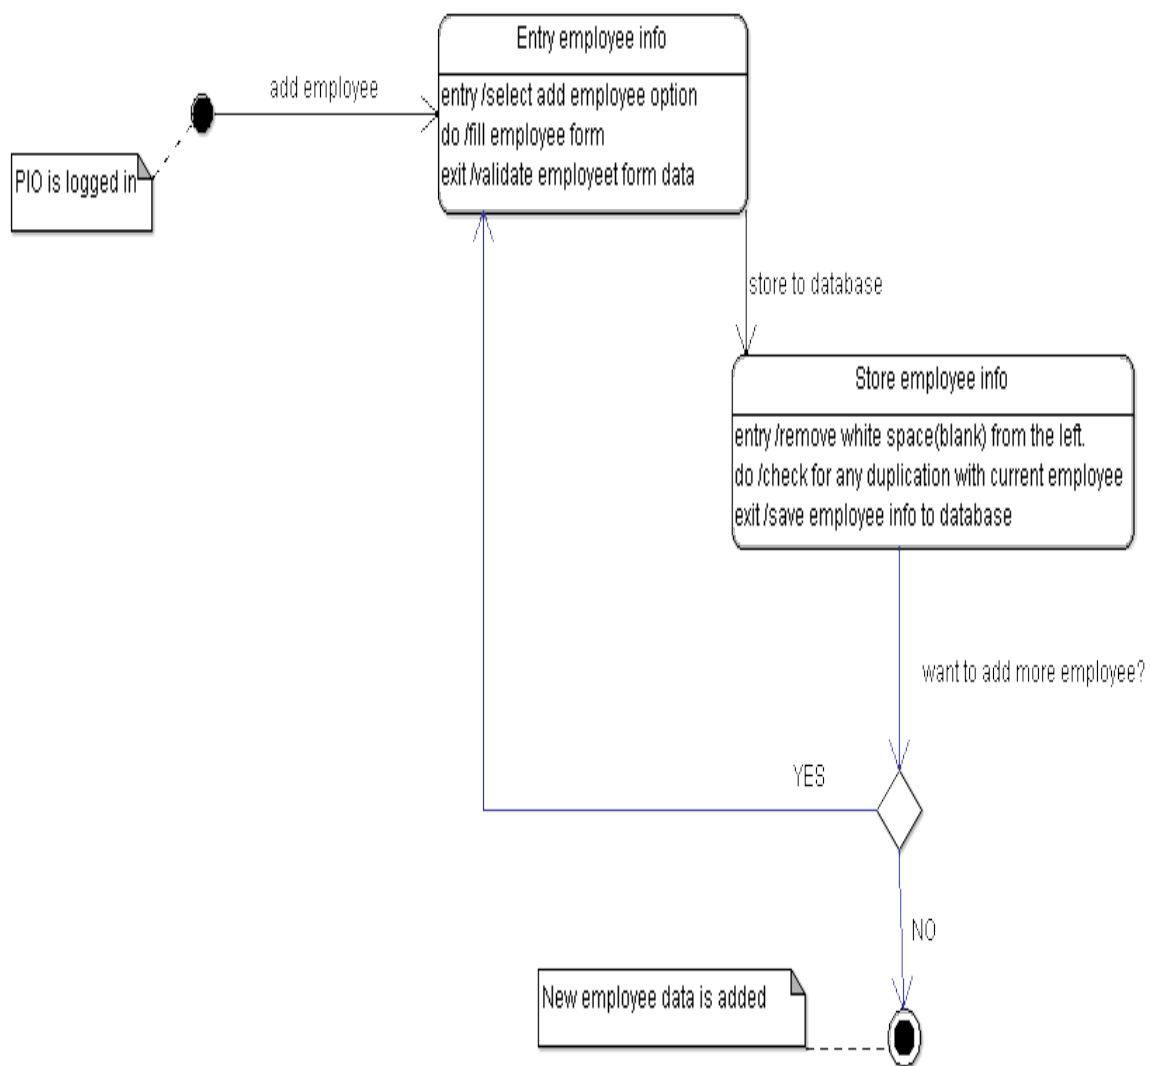 Entry employee info
add employee
entry /select add employee option
do /fill employee form
exit /validate employeet form data
PIO is logged in
store to database
Store employee info
entry /remove white space(blank) from the left.
do /check for any duplication with current employee
exit /save employee info to database
want to add more employee?
YES
NO
New employee data is added